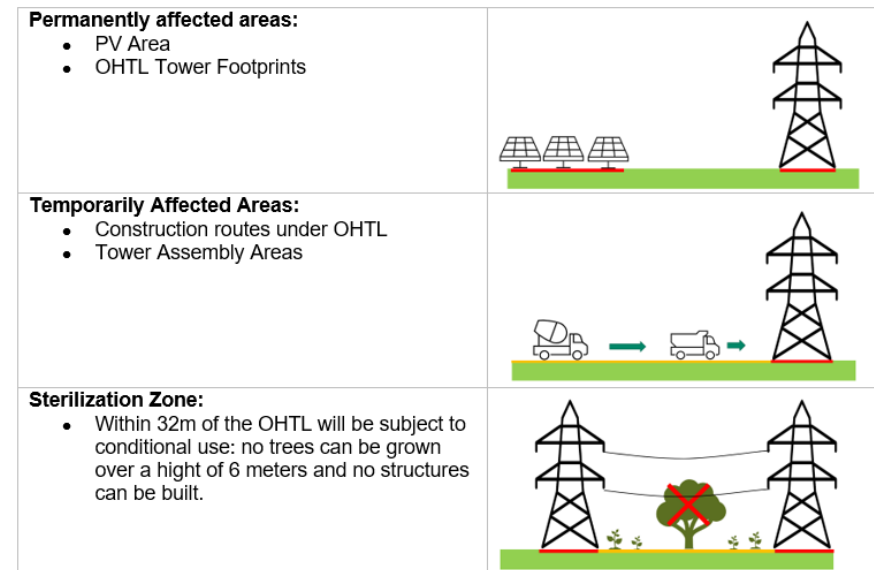 Permanently affected areas:
• PV Area
• OHTL Tower Footprints
Temporarily Affected Areas:
• Construction routes under OHTL
• Tower Assembly Areas
Sterilization Zone:
• Within 32m of the OHTL will be subject to
conditional use: no trees can be grown
over a hight of 6 meters and no structures
can be built.